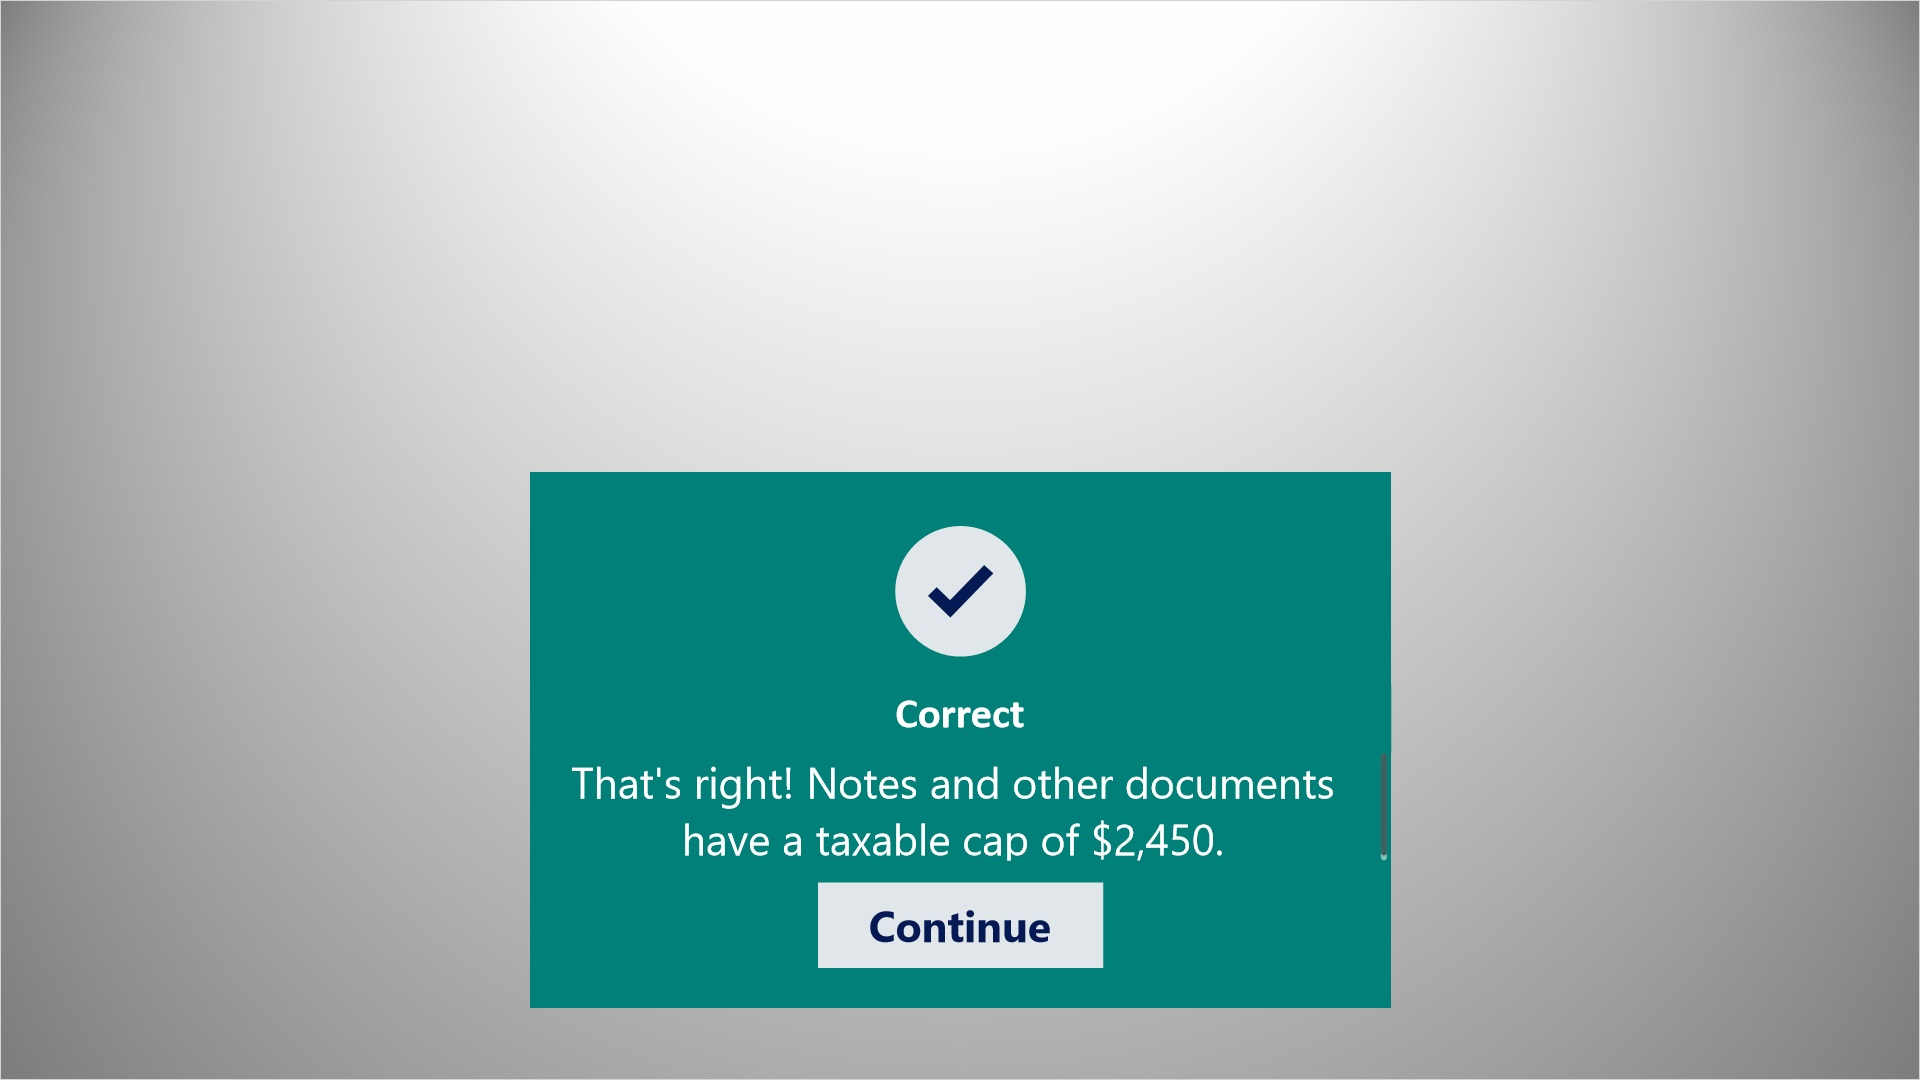 Correct
That's right! Notes and other documents
have a taxable cap of $2,450.
Continue